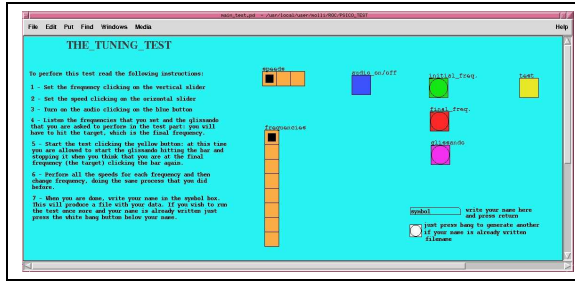 main_test.pd - /usr/local/user/molli/ROC/PSICO_TEST
File Edit Put Find Windows Media Help
THE_TUNING_TEST
To perform this test read the following instructions:
1 - Set the frequency clicking on the vertical slider
2 - Set the speed clicking on the orizontal slider
3 - Turn on the audio clicking on the blue button
4 - Listen the frequencies that you set and the glissando
that you are asked to perform in the test part: you will
have to hit the target, which is the final frequency.
5 - Start the test clicking the yellow button: at this time
you are allowed to start the glissando hitting the bar and
stopping it when you think that you are at the final
frequency (the target) clicking the bar again.
6 - Perform all the speeds for each frequency and then
change frequency, doing the same process that you did
before.
7 - When you are done, write your name in the symbol box.
This will produce a file with your data. If you wish to run
the test once more and your name is already written just
press the white bang button below your name.
speeds
frequencies
audio_on/off
initial_freq.
final_freq.
glissando
test
symbol
write your name here
and press return
just press bang to generate another
if your name is already written
filename